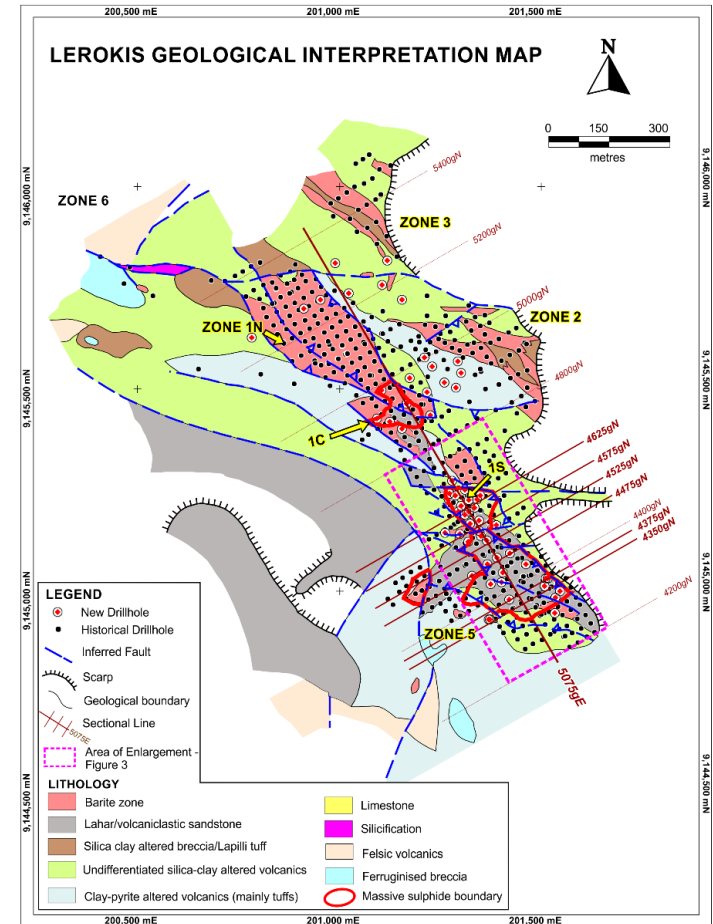 200,500 mE
201,000 mE
201,500 mE
LEROKIS GEOLOGICAL INTERPRETATION MAP
N
0 150 300
metres
9,146,000 mN
9,146,000 mN
5400gN
ZONE 6
ZONE 3
5200gN
5000gN
ZONE 2
ZONE 1N
4800gN
9,145,500 mN
9,145,500 mN
1C
4625gN
4575gN
1S
4525gN
4475gN
4400gN
4375gN
4350gN
9,145,000 mN
9,145,000 mN
4200gN
ZONE 5
5075gE
LEGEND
New Drillhole
Historical Drillhole
Inferred Fault
Scarp
Geological boundary
Sectional Line
5075E
Area of Enlargement -
Figure 3
LITHOLOGY
Barite zone
Lahar/volcaniclastic sandstone
Silica clay altered breccia/Lapilli tuff
Undifferentiated silica-clay altered volcanics
Clay-pyrite altered volcanics (mainly tuffs)
Limestone
Silicification
Felsic volcanics
Ferruginised breccia
Massive sulphide boundary
9,144,500 mN
9,144,500 mN
200,500 mE
201,000 mE
201,500 mE